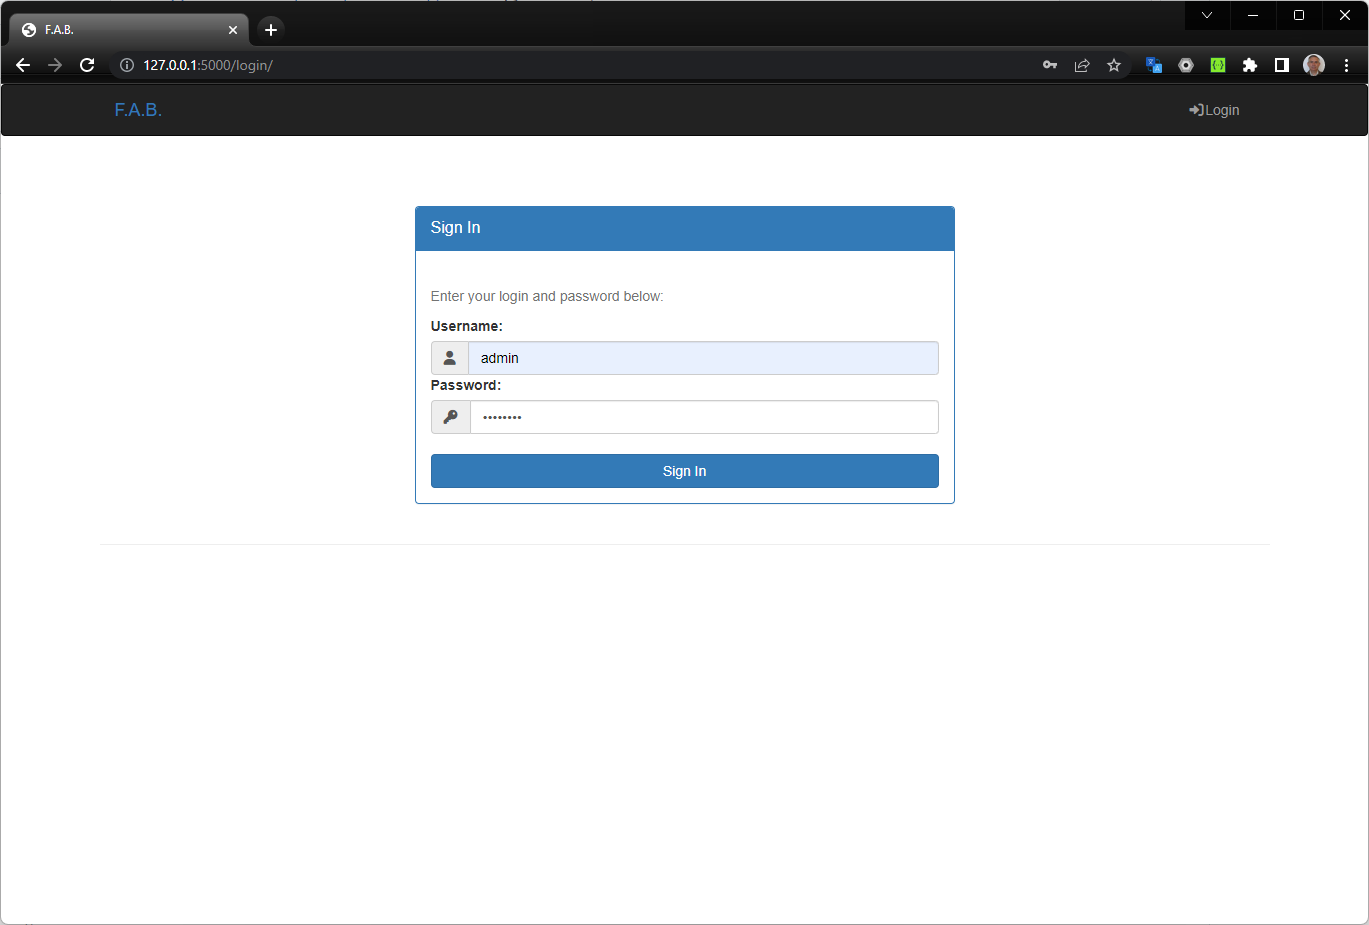 F.A.B.
127.0.0.1:5000/login/
F.A.B.
Login
Sign In
Enter your login and password below:
Username:
admin
Password:
••••••••
Sign In